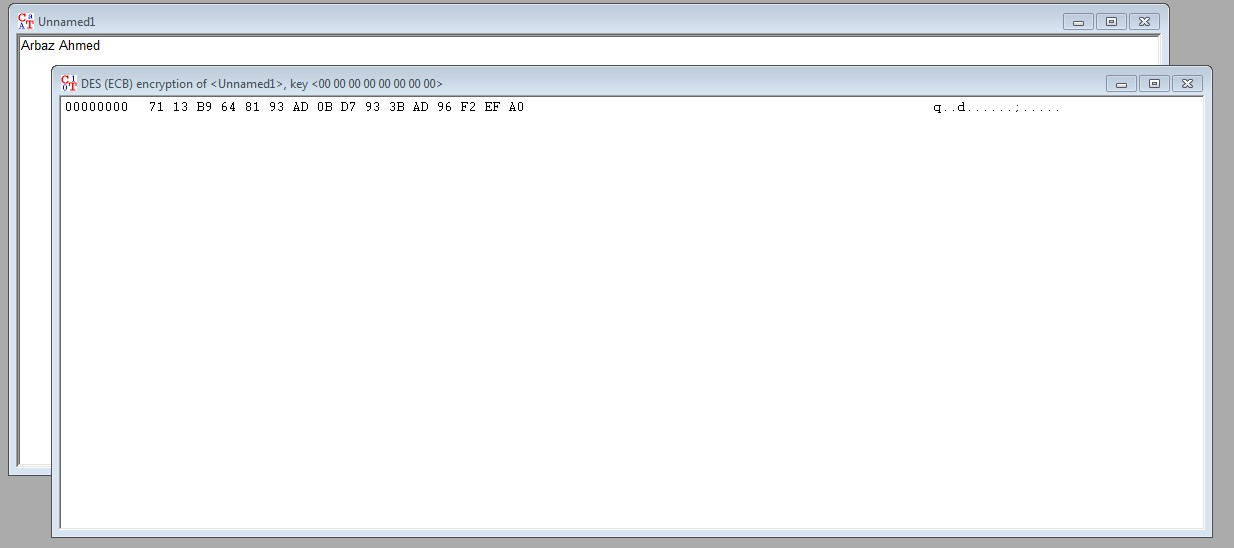 Unnamed1
Arbaz Ahmed
DES (ECB) encryption of <Unnamed1>, key <00 00 00 00 00 00 00 00>
00000000 71 13 B9 64 81 93 AD 0B D7 93 3B AD 96 F2 EF A0 q..d......;.....